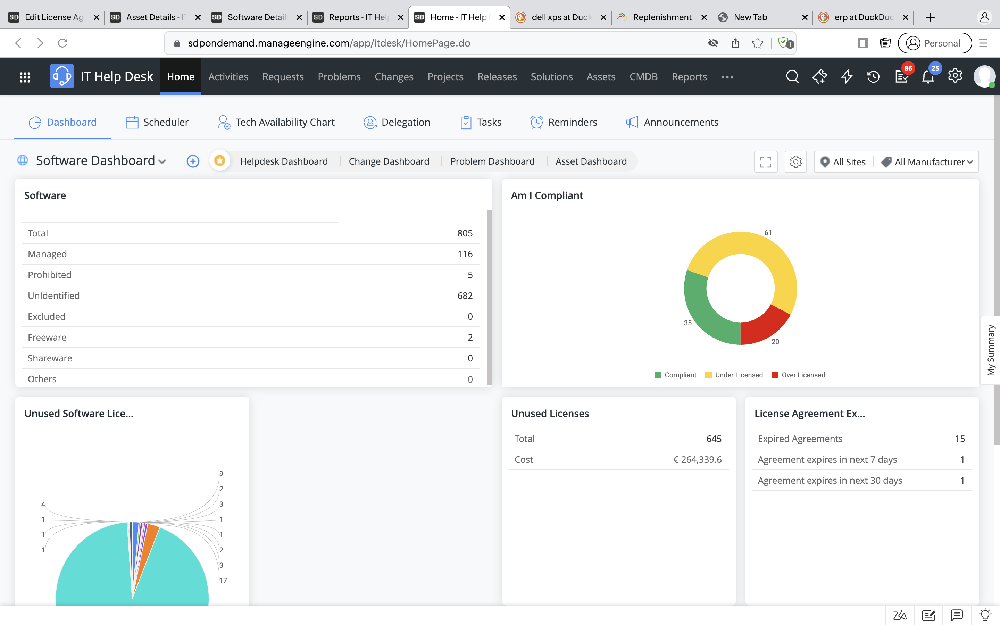 SD Edit License Ag
SD Asset Details - IT
SD Software Detail
SD Reports - IT Help
SD Home - IT Help
dell xps at Duck
Replenishment
New Tab
erp at DuckDuc
sdpondemand.manageengine.com/app/itdesk/HomePage.do
1
Personal
IT Help Desk
Home
Activities
Requests
Problems
Changes
Projects
Releases
Solutions
Assets
CMDB
Reports
86
25
Dashboard
Scheduler
Tech Availability Chart
Delegation
Tasks
Reminders
Announcements
Software Dashboard
Helpdesk Dashboard
Change Dashboard
Problem Dashboard
Asset Dashboard
All Sites
All Manufacturer
Software
Total 805
Managed 116
Prohibited 5
UnIdentified 682
Excluded 0
Freeware 2
Shareware 0
Others 0
Am I Compliant
61
35
20
Compliant
Under Licensed
Over Licensed
My Summary
Unused Software Lice...
9
2
4
3
1
1
1
1
1
2
3
17
Unused Licenses
Total 645
Cost € 264,339.6
License Agreement Ex...
Expired Agreements 15
Agreement expires in next 7 days 1
Agreement expires in next 30 days 1
Zia